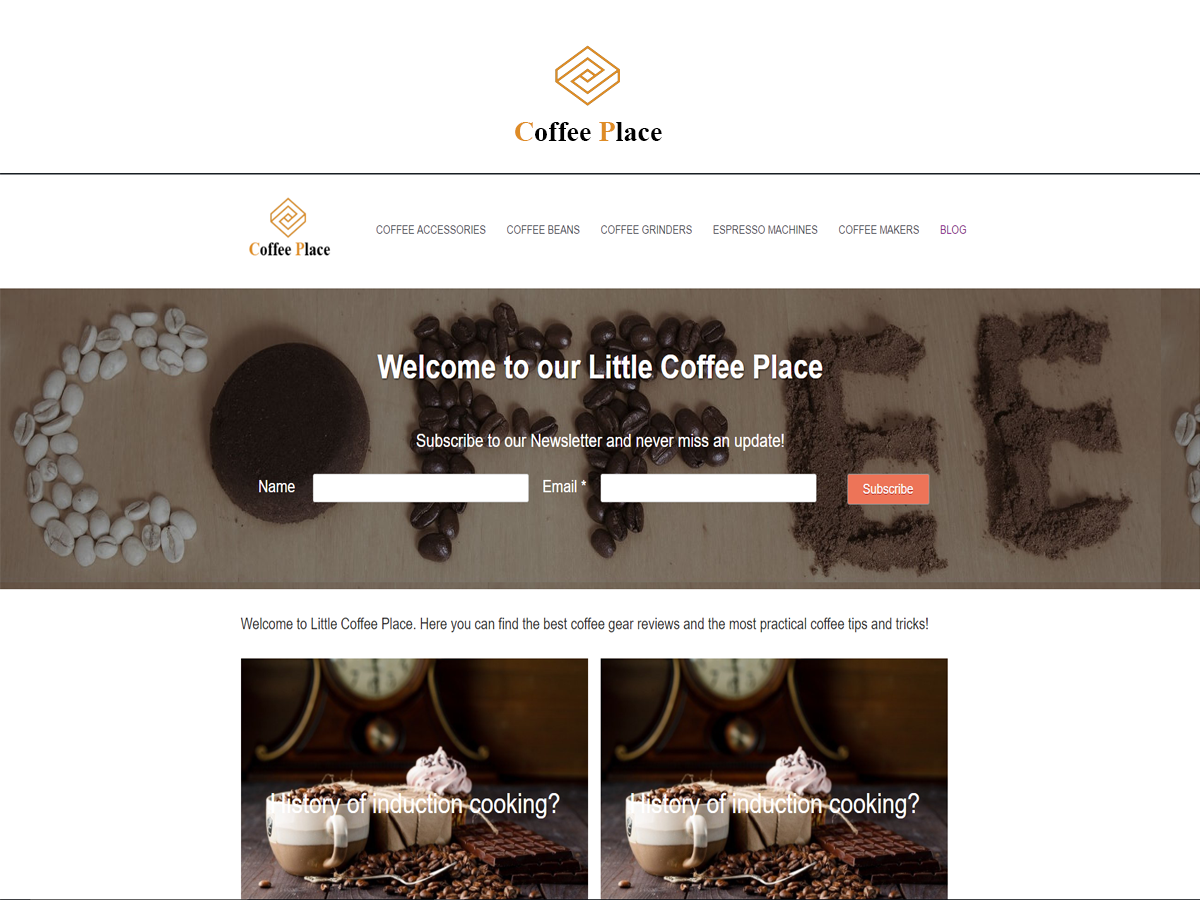 Coffee Place
Coffee Place
COFFEE ACCESSORIES COFFEE BEANS COFFEE GRINDERS ESPRESSO MACHINES COFFEE MAKERS BLOG
COFFEE
Welcome to our Little Coffee Place
Subscribe to our Newsletter and never miss an update!
Name Email * Subscribe
Welcome to Little Coffee Place. Here you can find the best coffee gear reviews and the most practical coffee tips and tricks!
History of induction cooking? History of induction cooking?